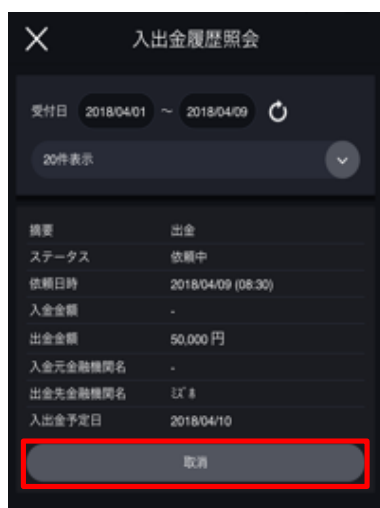 入出金履歴照会
受付日 2018/04/01 ～ 2018/04/09
20件表示
摘要 出金
ステータス 依頼中
依頼日時 2018/04/09 (08:30)
入金金額 -
出金金額 50,000 円
入金元金融機関名 -
出金先金融機関名 ﾐｽﾞﾎ
入出金予定日 2018/04/10
取消